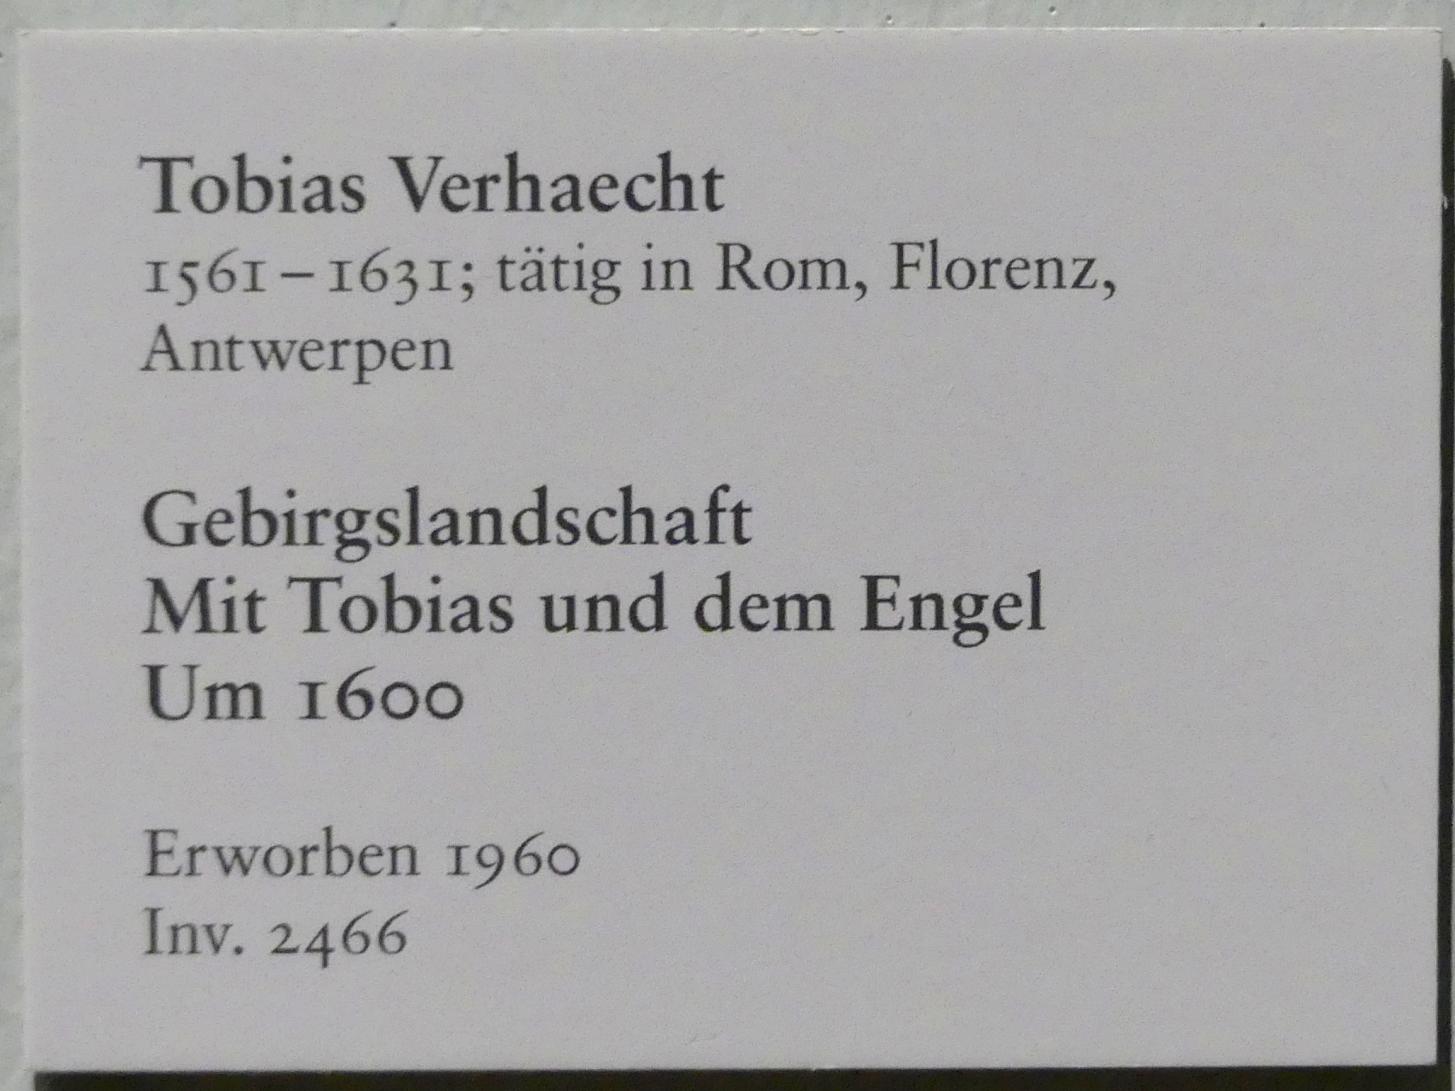 Tobias Verhaecht
1561–1631; tätig in Rom, Florenz,
Antwerpen
Gebirgslandschaft
Mit Tobias und dem Engel
Um 1600
Erworben 1960
Inv. 2466